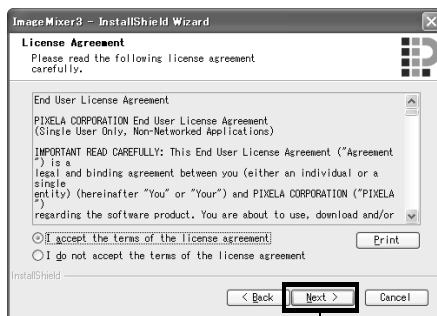 ImageMixer3 - InstallShield Wizard
License Agreement
Please read the following license agreement
carefully.
End User License Agreement
PIXELA CORPORATION End User License Agreement
(Single User Only, Non-Networked Applications)
IMPORTANT READ CAREFULLY: This End User License Agreement ("Agreement
") is a
legal and binding agreement between you (either an individual or a
single
entity) (hereinafter "You" or "Your") and PIXELA CORPORATION ("PIXELA
")
regarding the software product. You are about to use, download and/or
I accept the terms of the license agreement
Print
I do not accept the terms of the license agreement
InstallShield
< Back
Next >
Cancel